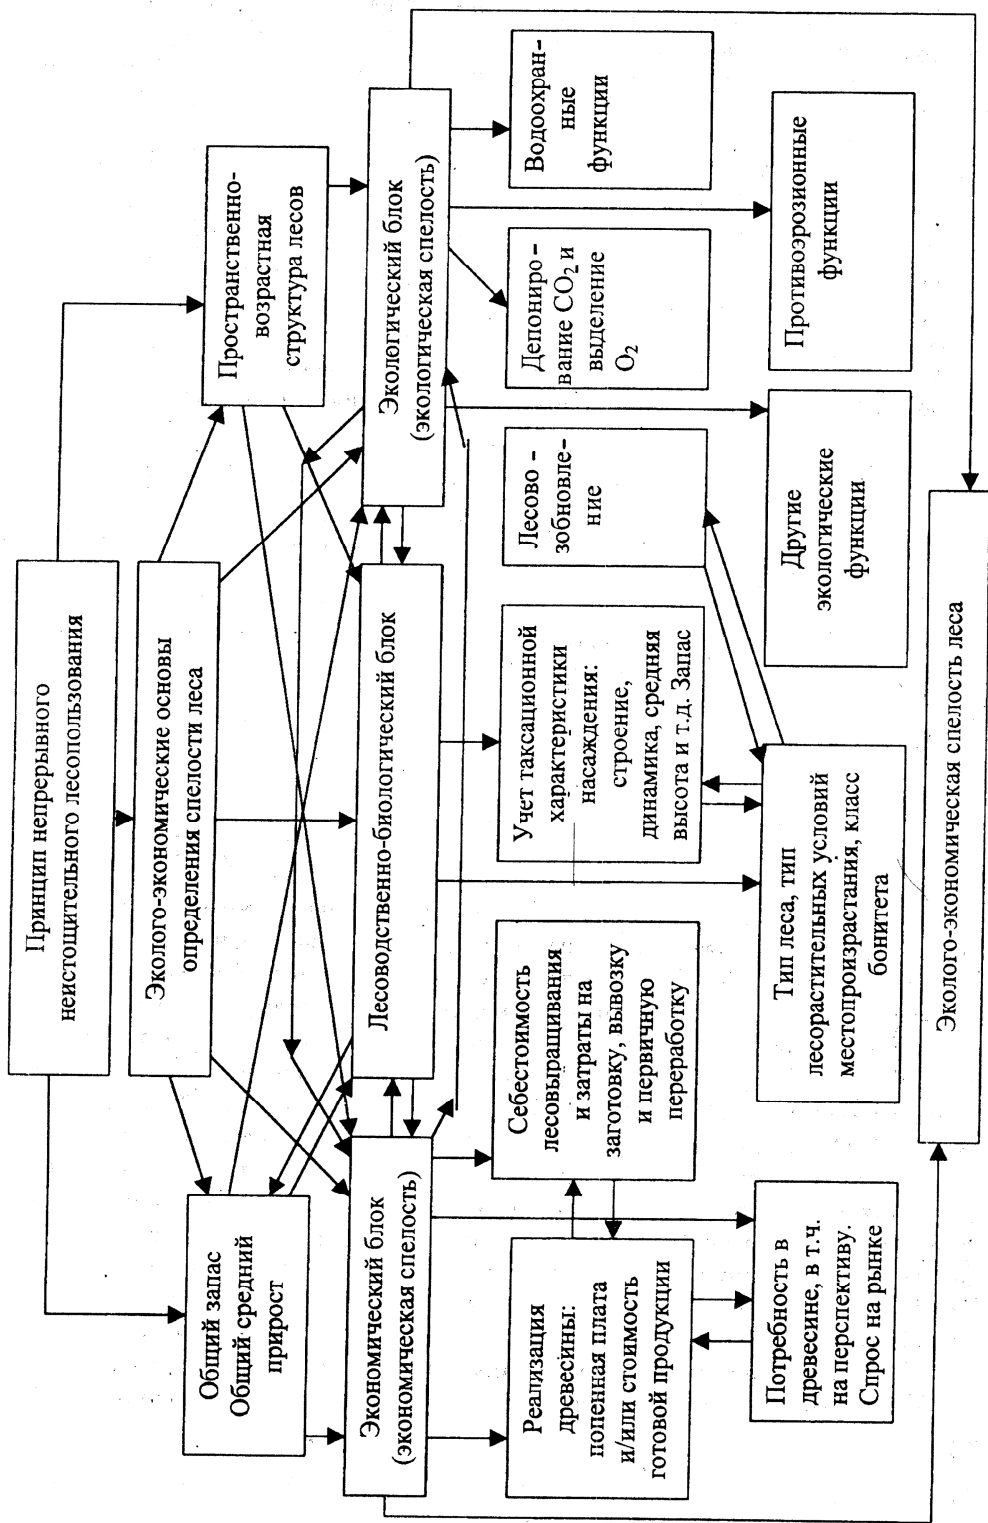 Принцип непрерывного
неистощительного лесопользования
Эколого-экономические основы
определения спелости леса
Общий запас
Общий средний
прирост
Пространственно-
возрастная
структура лесов
Экономический блок
(экономическая спелость)
Лесоводственно-биологический блок
Экологический блок
(экологическая спелость)
Реализация
древесины:
попенная плата
и/или стоимость
готовой продукции
Себестоимость
лесовыращивания
и затраты на
заготовку, вывозку
и первичную
переработку
Учет таксационной
характеристики
насаждения:
строение,
динамика, средняя
высота и т.д. Запас
Лесово-
зобновле-
ние
Депониро-
вание CO₂ и
выделение
O₂
Водоохран-
ные
функции
Потребность в
древесине, в т.ч.
на перспективу.
Спрос на рынке
Тип леса, тип
лесорастительных условий
местопроизрастания, класс
бонитета
Другие
экологические
функции
Противоэрозионные
функции
Эколого-экономическая спелость леса